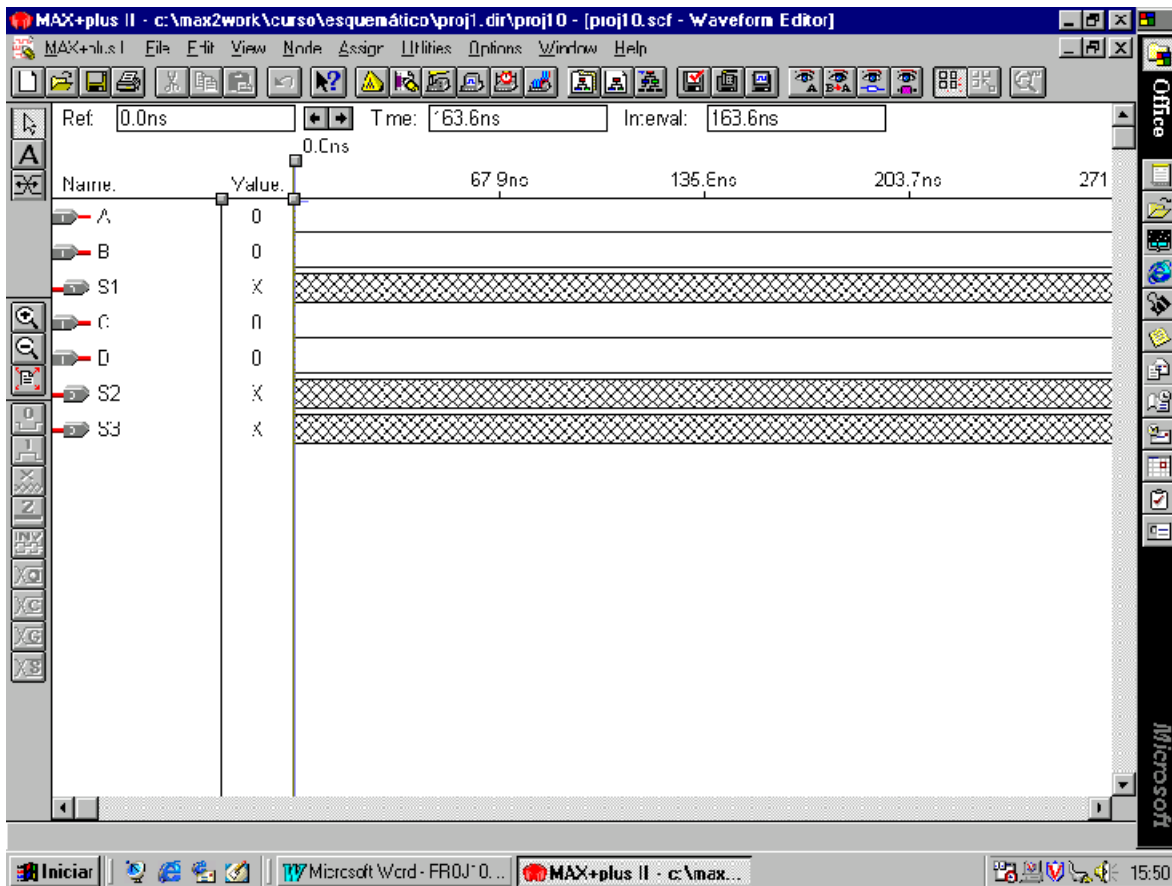 MAX+plus II - c:\max2work\curso\esquemático\proj1.dir\proj10 - [proj10.scf - Waveform Editor]
MAX+plus II File Edit View Node Assign Utilities Options Window Help
Ref: 0.0ns Time: 163.6ns Interval: 163.6ns
0.0ns
Name: Value: 67.9ns 135.8ns 203.7ns 271
A 0
B 0
S1 X
C 0
D 0
S2 X
S3 X
Office
Microsoft
Iniciar Microsoft Word - PROJ10... MAX+plus II - c:\max... 15:50